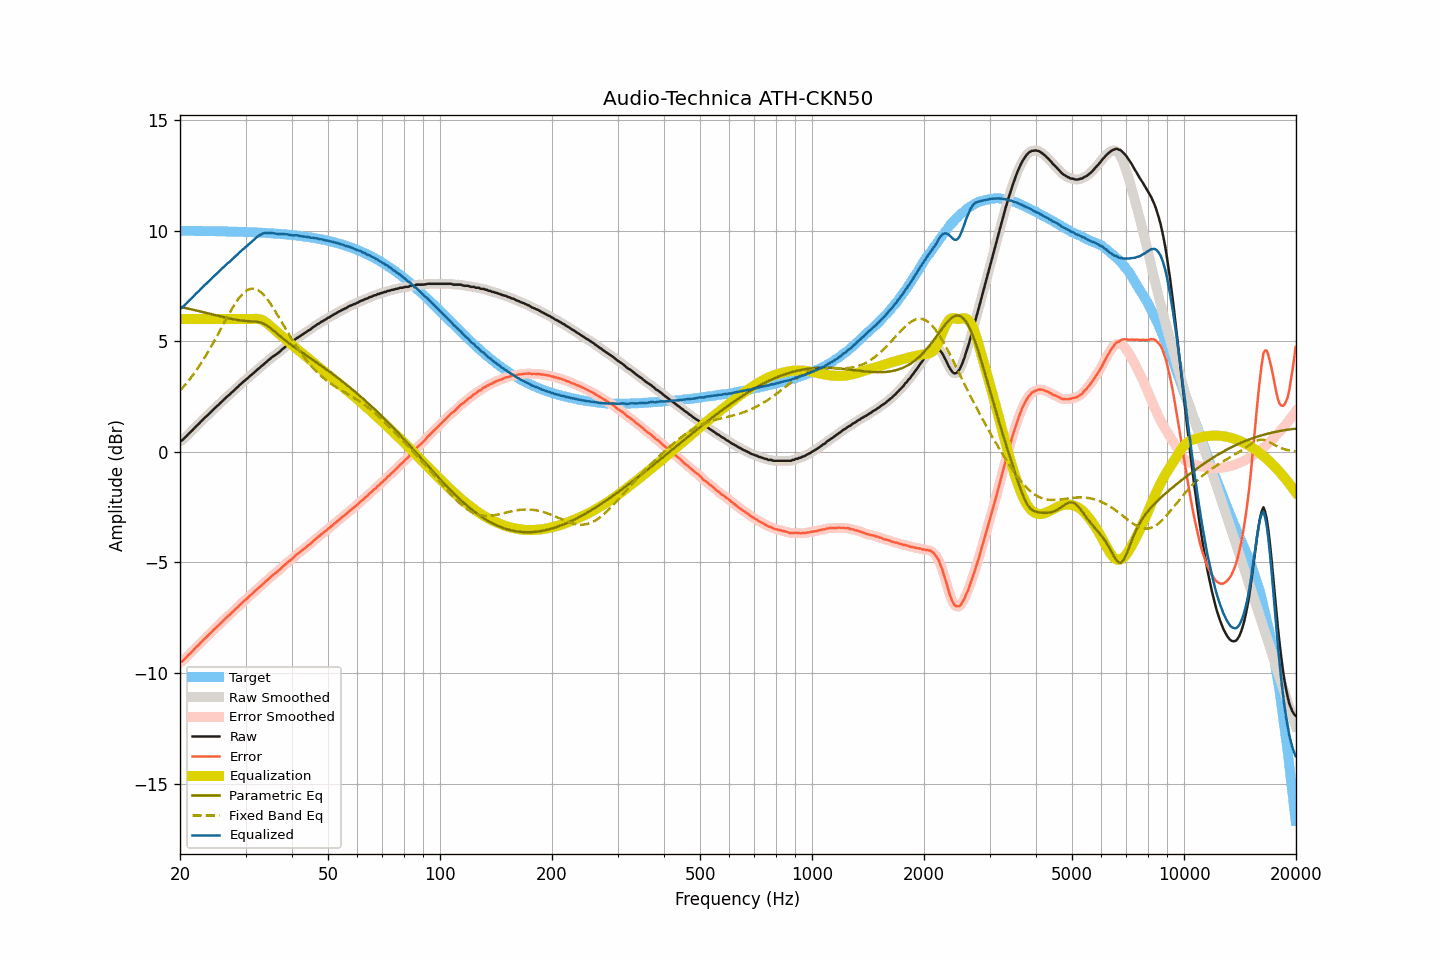 Audio-Technica ATH-CKN50
15
10
5
0
−5
−10
−15
Amplitude (dBr)
Target
Raw Smoothed
Error Smoothed
Raw
Error
Equalization
Parametric Eq
Fixed Band Eq
Equalized
20 50 100 200 500 1000 2000 5000 10000 20000
Frequency (Hz)